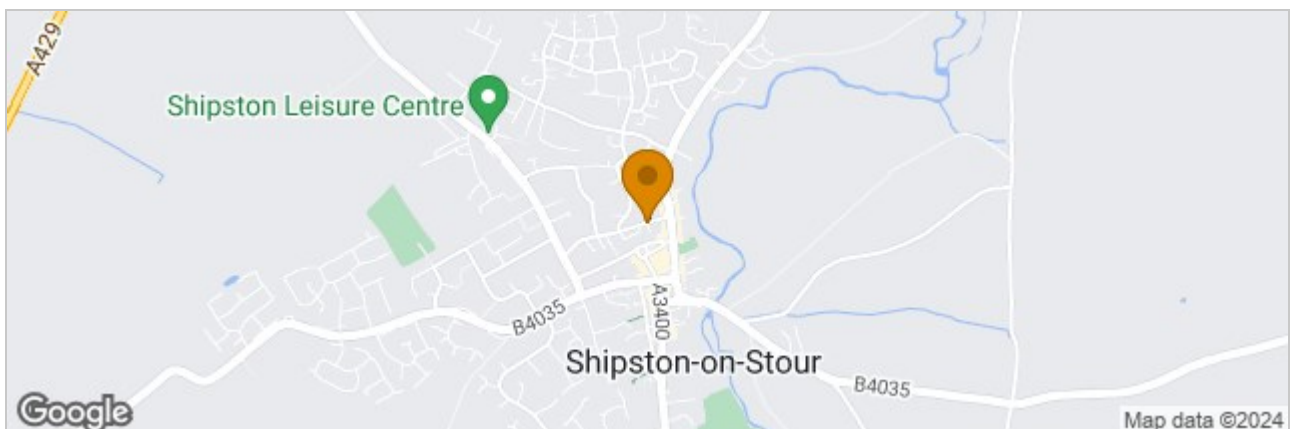 A429
Shipston Leisure Centre
B4035
A3400
Shipston-on-Stour
B4035
Google
Map data ©2024